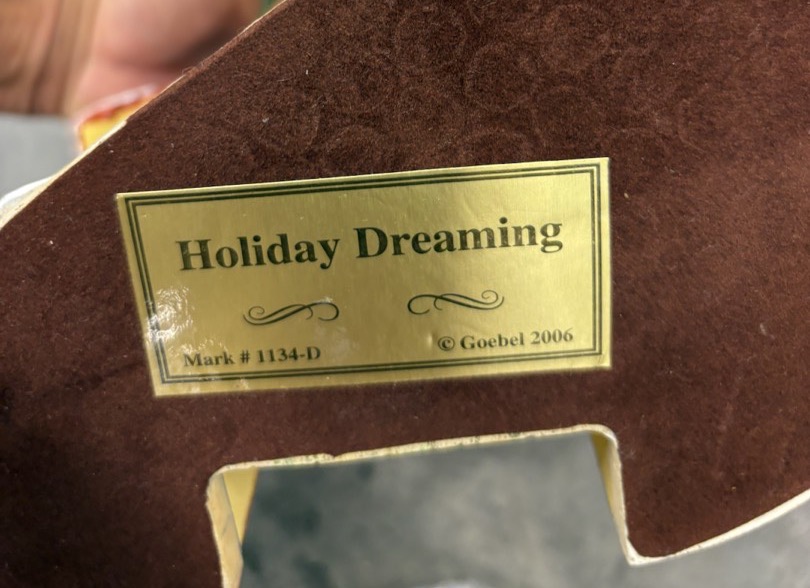 Holiday Dreaming
Mark # 1134-D
© Goebel 2006